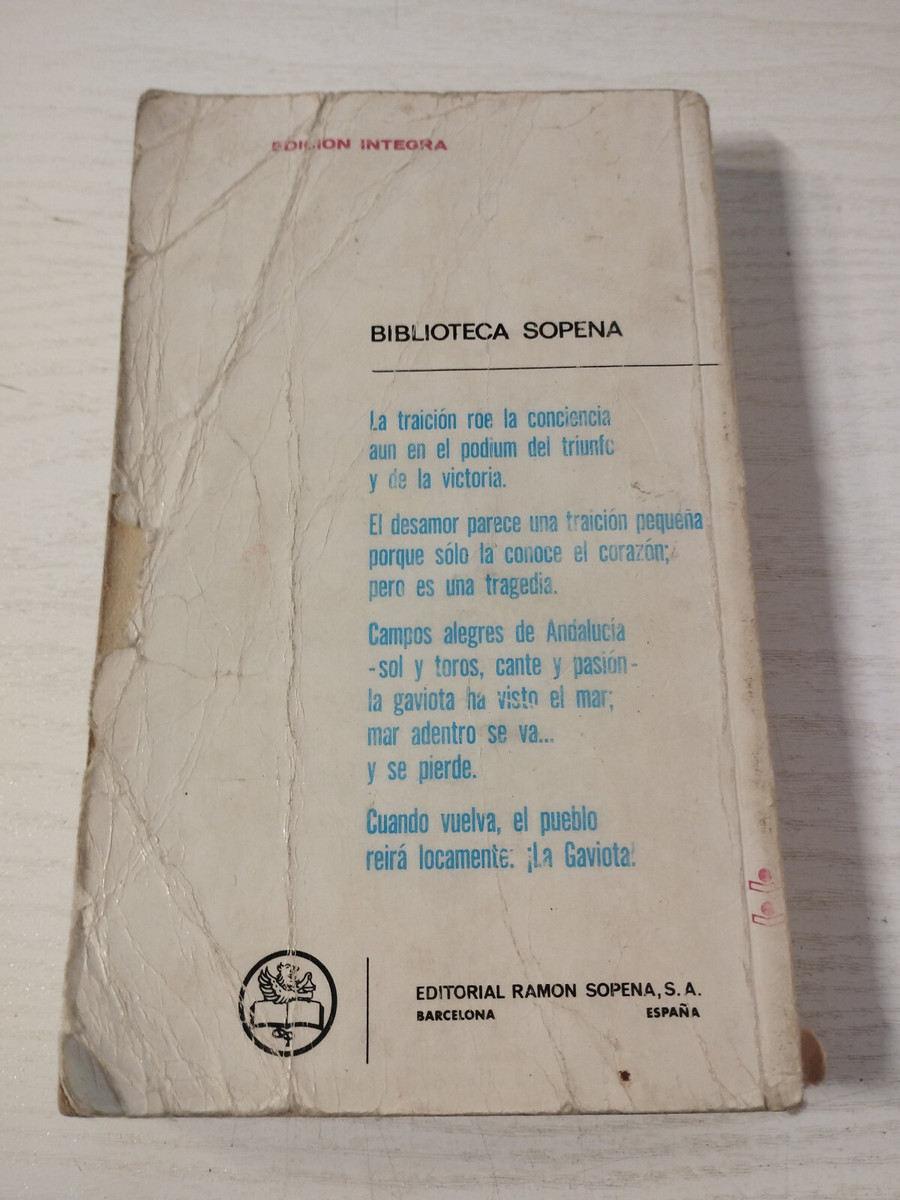 EDICION INTEGRA
BIBLIOTECA SOPENA
La traición roe la conciencia
aun en el podium del triunfo
y de la victoria.
El desamor parece una traición pequeña
porque sólo la conoce el corazón;
pero es una tragedia.
Campos alegres de Andalucía
-sol y toros, cante y pasión-
la gaviota ha visto el mar;
mar adentro se va...
y se pierde.
Cuando vuelva, el pueblo
reirá locamente: ¡La Gaviota!
EDITORIAL RAMON SOPENA, S. A.
BARCELONA ESPAÑA